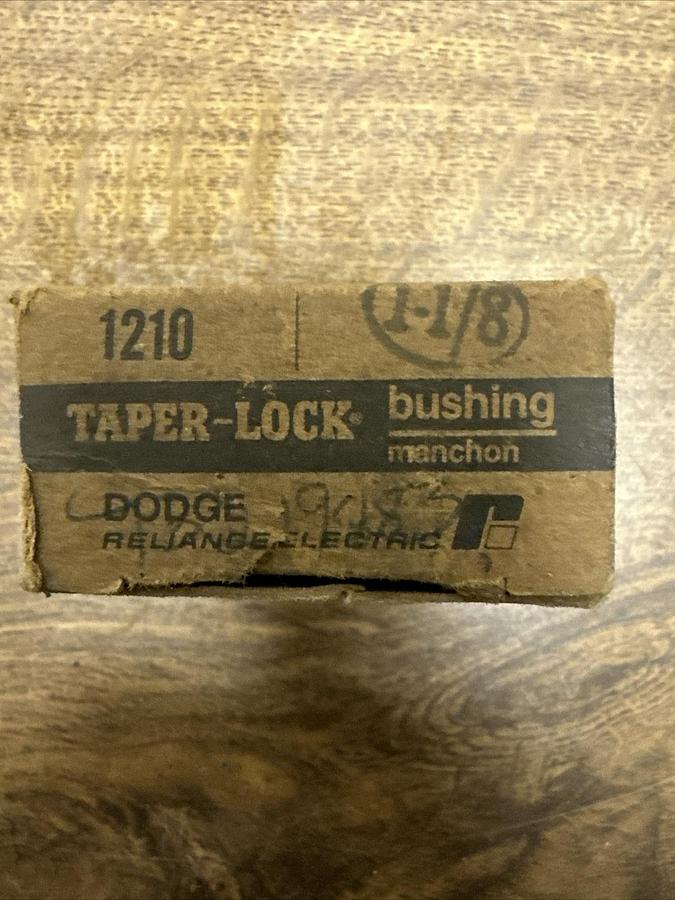 1210
1-1/8
TAPER-LOCK®
bushing
manchon
DODGE
RELIANCE ELECTRIC